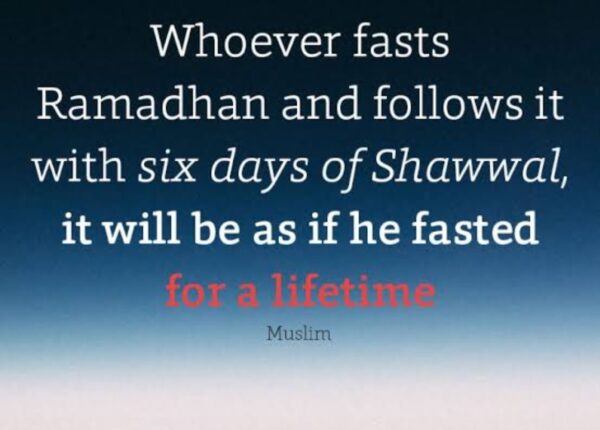 Whoever fasts
Ramadhan and follows it
with six days of Shawwal,
it will be as if he fasted
for a lifetime
Muslim